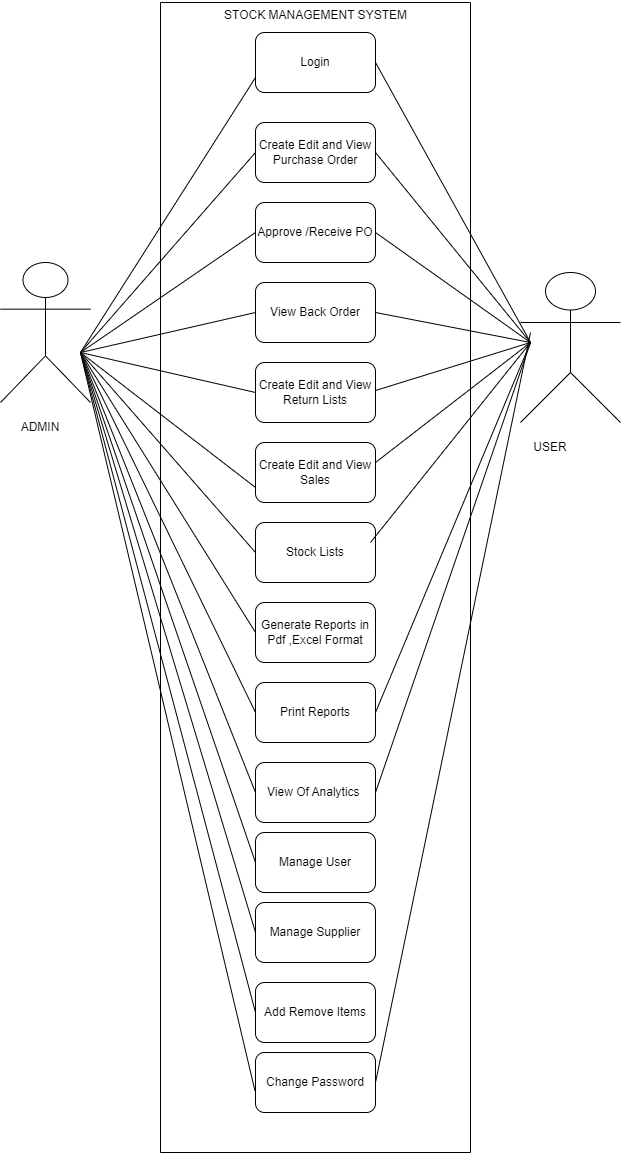 STOCK MANAGEMENT SYSTEM
Login
Create Edit and View
Purchase Order
Approve /Receive PO
View Back Order
Create Edit and View
Return Lists
ADMIN
USER
Create Edit and View
Sales
Stock Lists
Generate Reports in
Pdf ,Excel Format
Print Reports
View Of Analytics
Manage User
Manage Supplier
Add Remove Items
Change Password